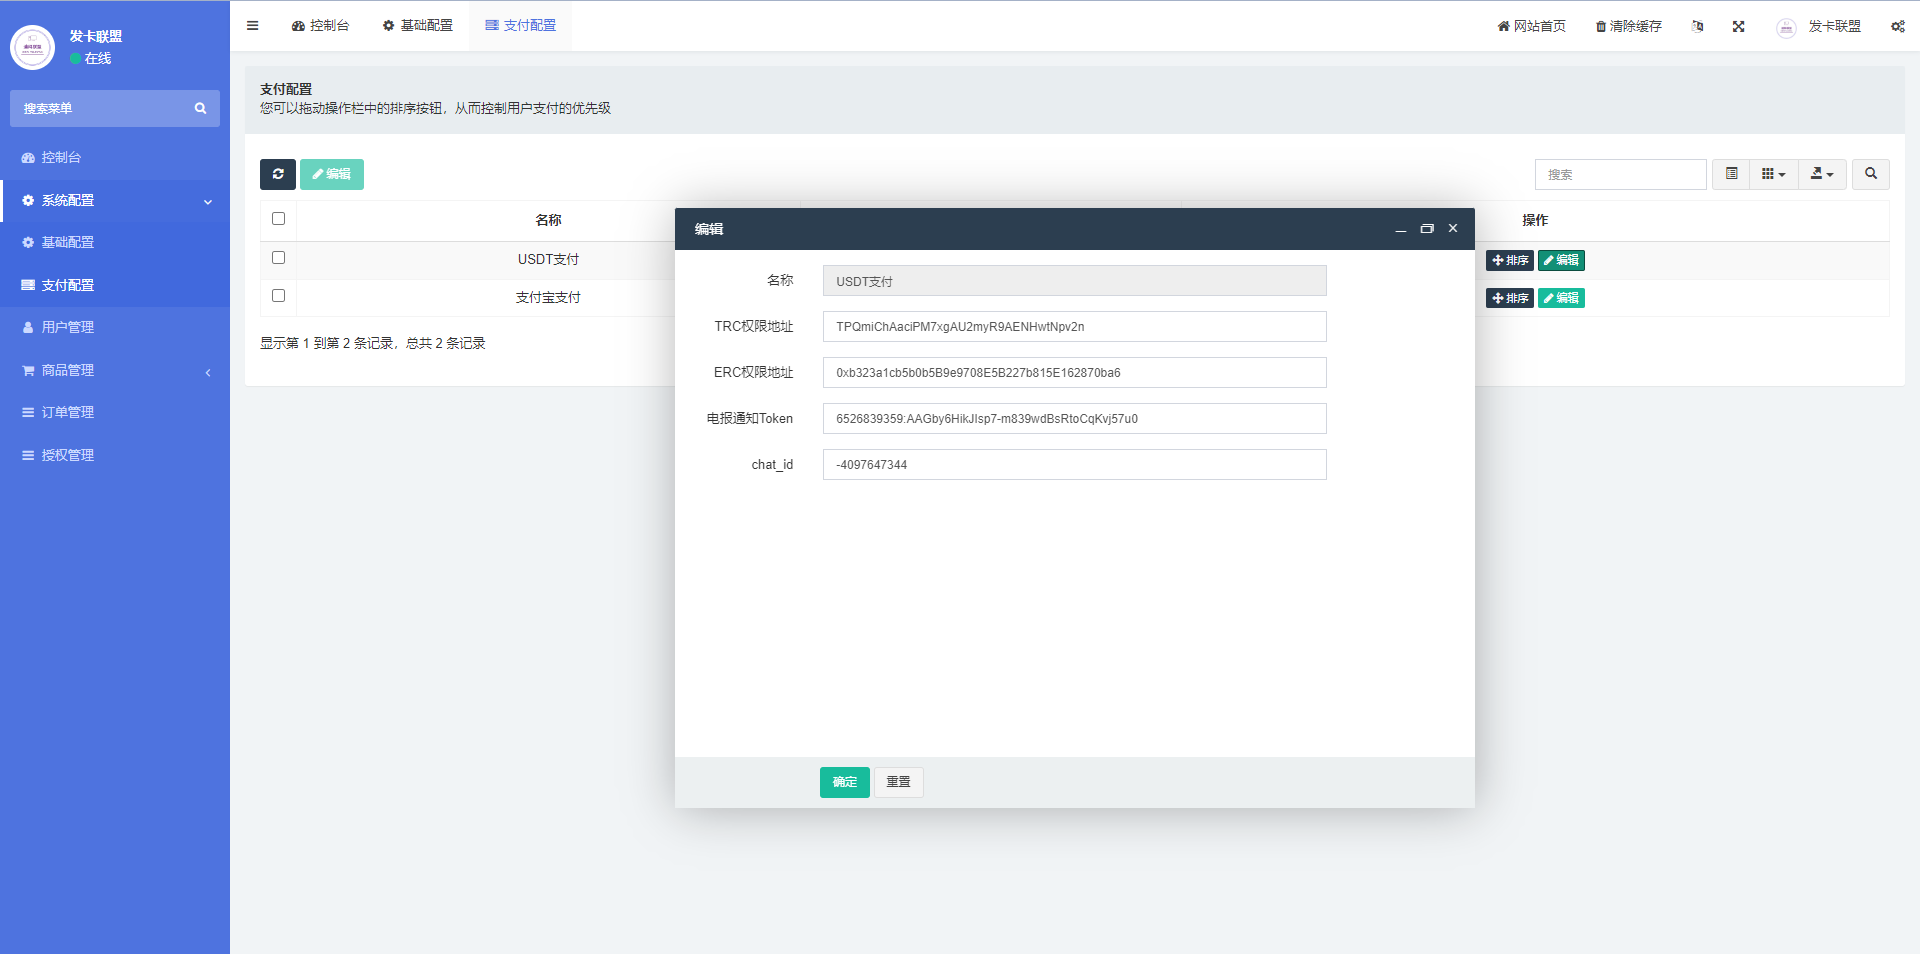 发卡联盟
在线
搜索菜单
控制台
系统配置
基础配置
支付配置
用户管理
商品管理
订单管理
授权管理
控制台
基础配置
支付配置
网站首页
清除缓存
发卡联盟
支付配置
您可以拖动操作栏中的排序按钮，从而控制用户支付的优先级
编辑
搜索
名称
操作
USDT支付
排序 编辑
支付宝支付
排序 编辑
显示第 1 到第 2 条记录，总共 2 条记录
编辑
名称 USDT支付
TRC权限地址 TPQmiChAaciPM7xgAU2myR9AENHwtNpv2n
ERC权限地址 0xb323a1cb5b0b5B9e9708E5B227b815E162870ba6
电报通知Token 6526839359:AAGby6HikJIsp7-m839wdBsRtoCqKvj57u0
chat_id -4097647344
确定 重置